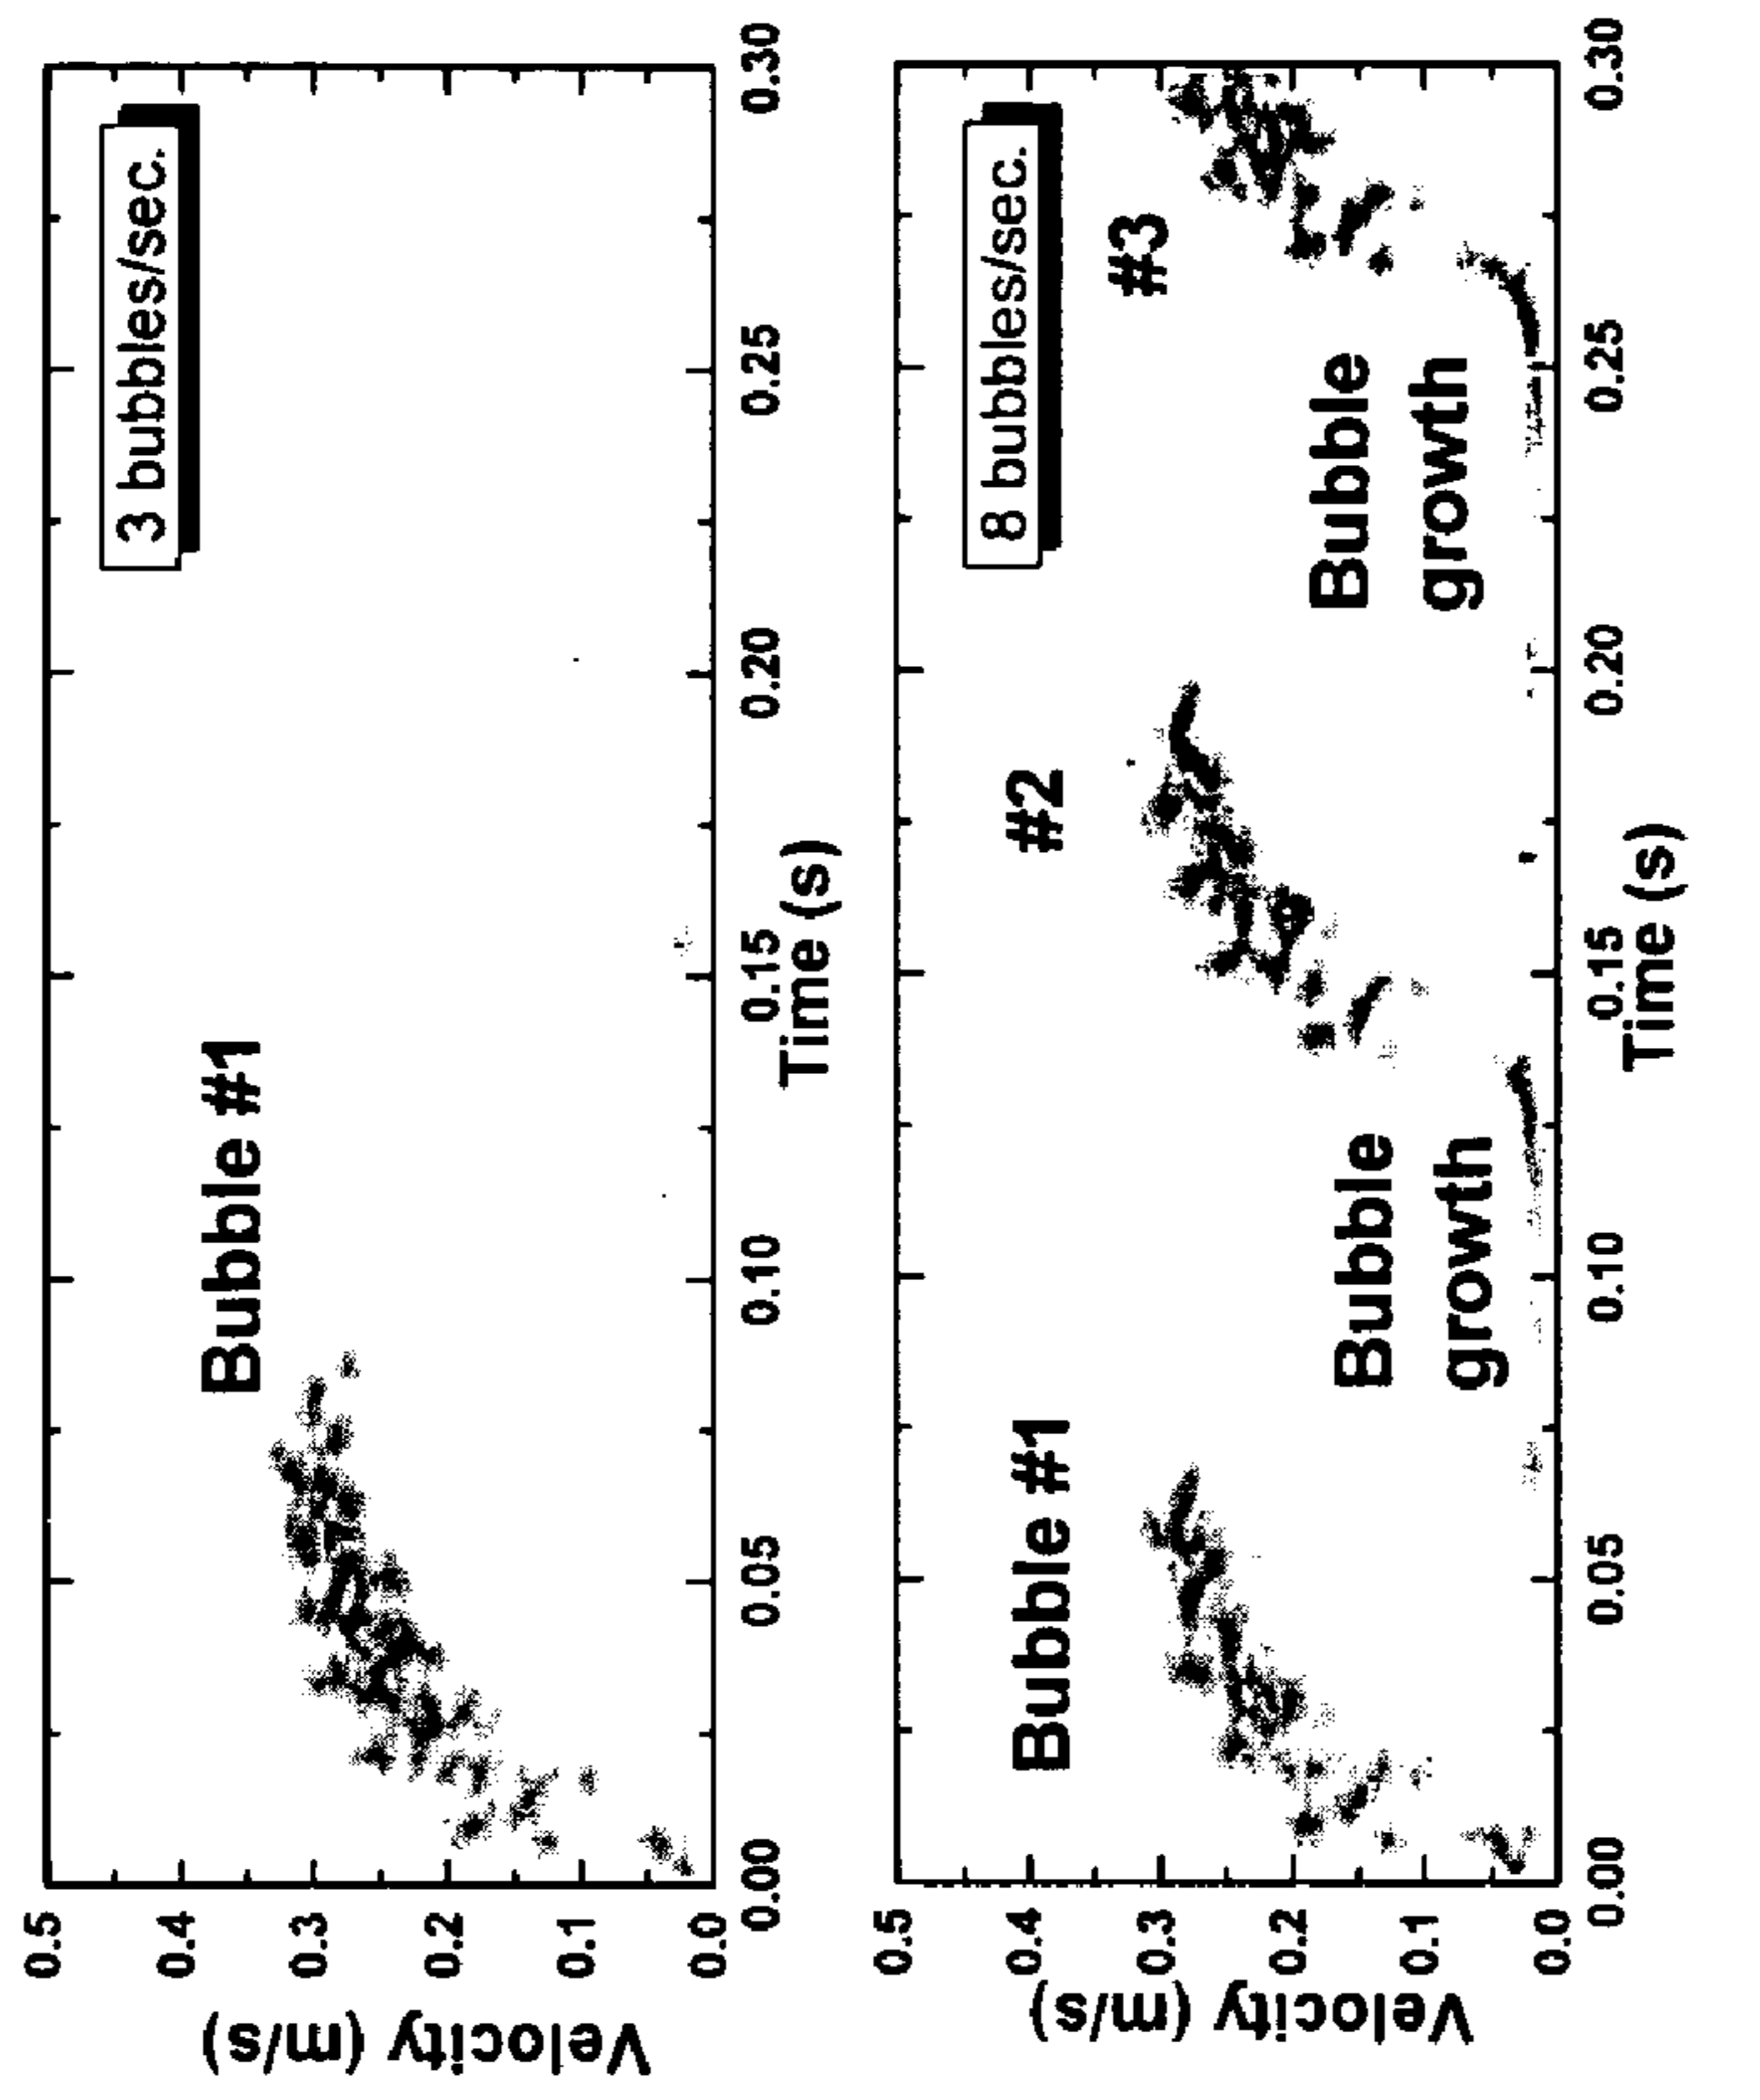 3 bubbles/sec.
Bubble #1
Velocity (m/s)
0.5
0.4
0.3
0.2
0.1
0.0
0.00 0.05 0.10 0.15 0.20 0.25 0.30
Time (s)
8 bubbles/sec.
Bubble #1
#2
#3
Bubble
growth
Bubble
growth
Velocity (m/s)
0.5
0.4
0.3
0.2
0.1
0.0
0.00 0.05 0.10 0.15 0.20 0.25 0.30
Time (s)